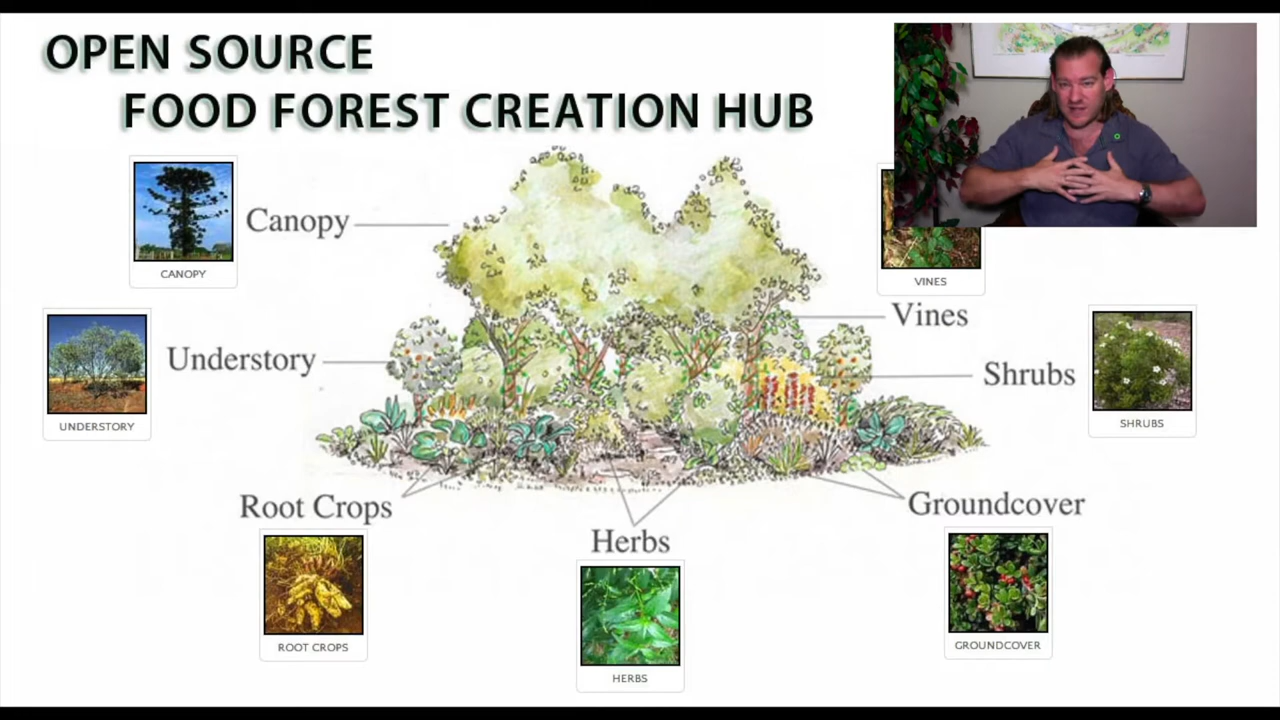 OPEN SOURCE
FOOD FOREST CREATION HUB
Canopy
CANOPY
VINES
Vines
Understory
UNDERSTORY
Shrubs
SHRUBS
Root Crops
ROOT CROPS
Herbs
HERBS
Groundcover
GROUNDCOVER